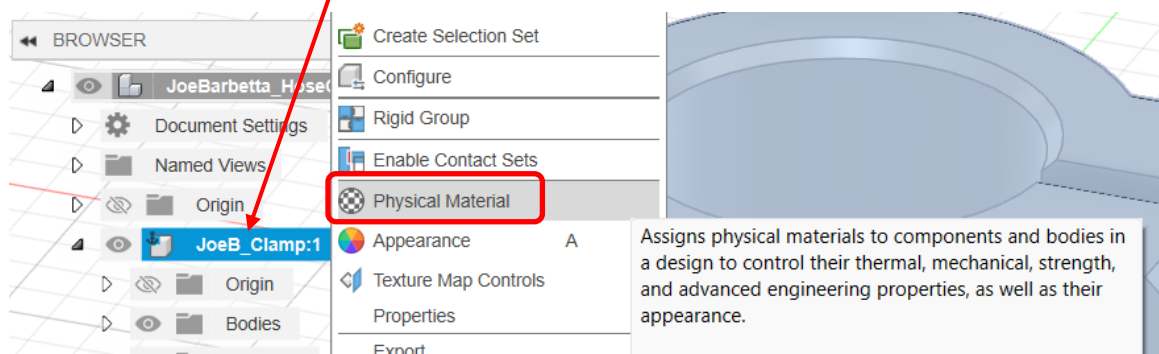 BROWSER
JoeBarbetta_Hose
Document Settings
Named Views
Origin
JoeB_Clamp:1
Origin
Bodies
Create Selection Set
Configure
Rigid Group
Enable Contact Sets
Physical Material
Appearance A
Texture Map Controls
Properties
Export
Assigns physical materials to components and bodies in
a design to control their thermal, mechanical, strength,
and advanced engineering properties, as well as their
appearance.